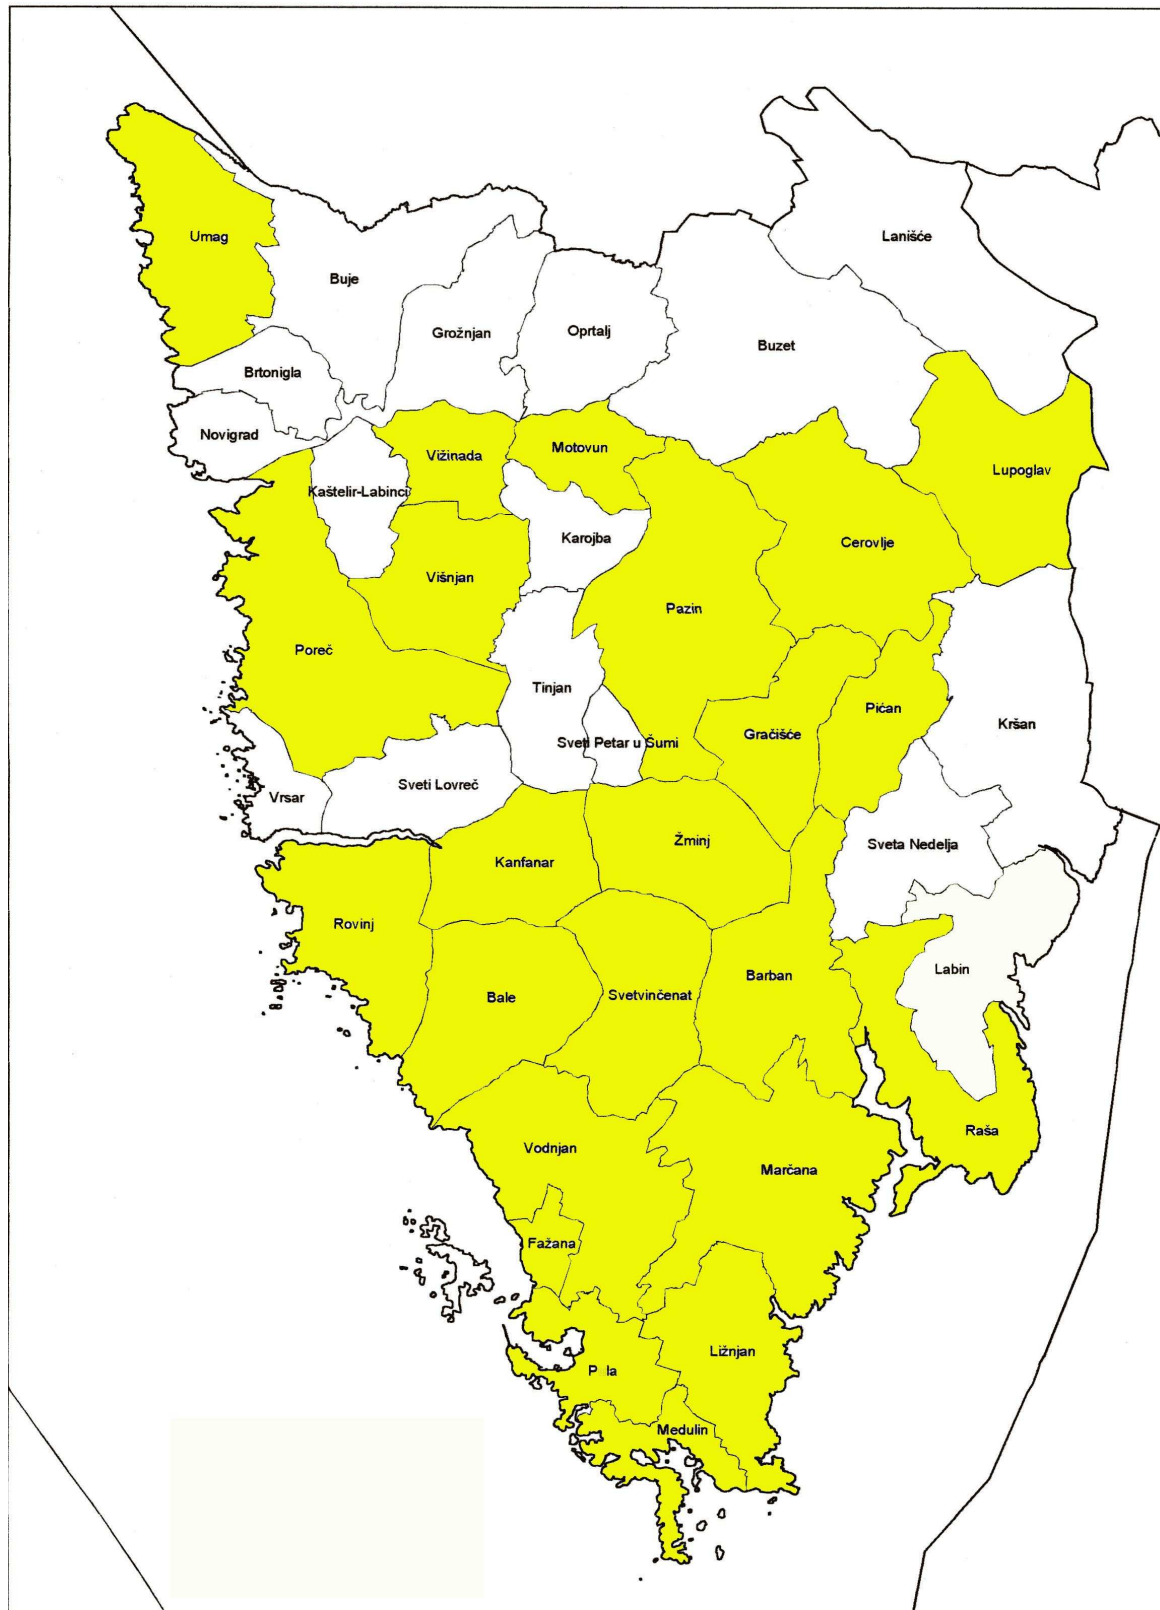 Umag
Lanišće
Buje
Grožnjan
Oprtalj
Buzet
Brtonigla
Novigrad
Vižinada
Motovun
Lupoglav
Kaštelir-Labinci
Karojba
Cerovlje
Višnjan
Pazin
Poreč
Tinjan
Pićan
Kršan
Gračišće
Sveti Petar u Šumi
Sveti Lovreč
Vrsar
Žminj
Sveta Nedelja
Kanfanar
Rovinj
Labin
Barban
Svetvinčenat
Bale
Raša
Vodnjan
Marčana
Fažana
Ližnjan
P la
Medulin